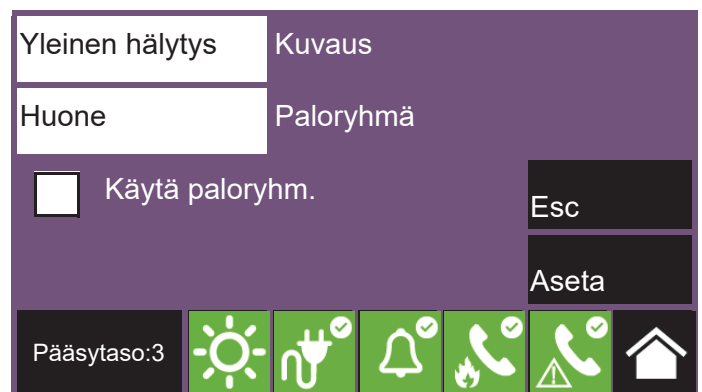 Yleinen hälytys Kuvaus
Huone Paloryhmä
Käytä paloryhm.
Esc
Aseta
Pääsytaso:3